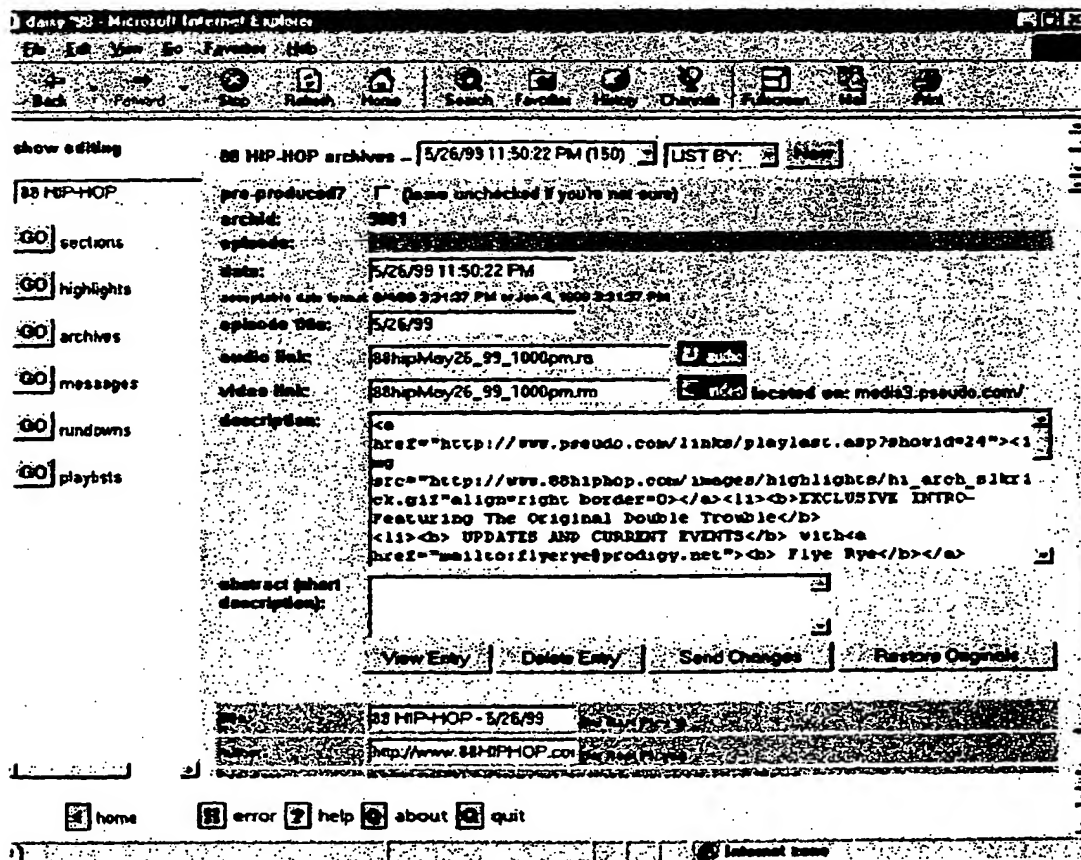 daisy '98 - Microsoft Internet Explorer
File Edit View Go Favorites Help
Back Forward Stop Refresh Home Search Favorites History Channels Fullscreen Mail Print
show editing
88 HIP-HOP archives - 5/26/99 11:50:22 PM (150) LIST BY: New
88 HIP-HOP
pre-produced? (leave unchecked if you're not sure)
archid:
GO sections
episode:
date: 5/26/99 11:50:22 PM
GO highlights
acceptable date format
episode title: 5/26/99
GO archives
audio link: 88hipMay26_99_1000pm.ra audio
GO messages
video link: 88hipMay26_99_1000pm.rm video located on: media3.pseudo.com/
GO rundowns
description: <a
href="http://www.pseudo.com/links/playlast.asp?showid=24"><i
mg
GO playlists
src="http://www.88hiphop.com/images/highlights/hi_arch_slkri
ck.gif"align=right border=0></a><li><b>EXCLUSIVE INTRO-
Featuring The Original Double Trouble</b>
<li><b> UPDATES AND CURRENT EVENTS</b> with<a
href="mailto:flyerye@prodigy.net"><b> Flye Rye</b></a>
abstract (short
description):
View Entry Delete Entry Send Changes Restore Originals
88 HIP-HOP - 5/26/99
http://www.88HIPHOP.com
home error help about quit
Internet zone